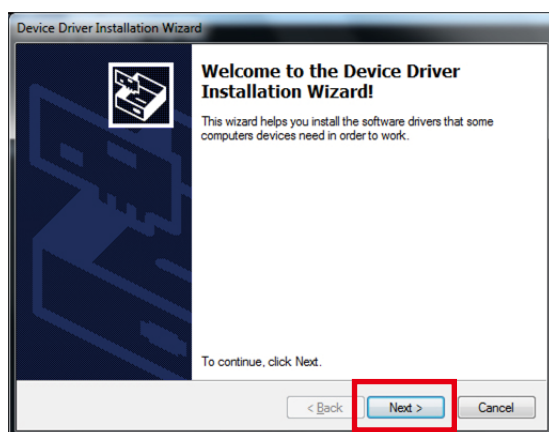 Device Driver Installation Wizard
Welcome to the Device Driver
Installation Wizard!
This wizard helps you install the software drivers that some
computers devices need in order to work.
To continue, click Next.
< Back
Next >
Cancel